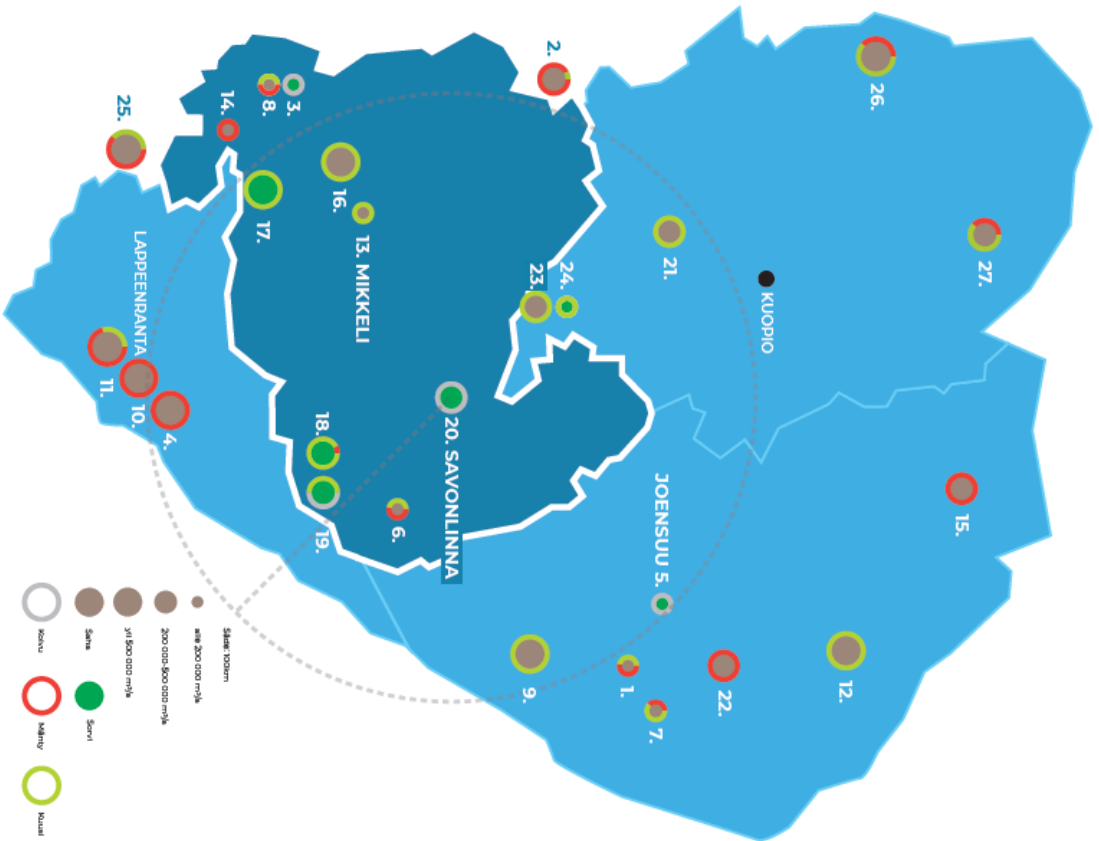 27.
15.
26.
12.
KUOPIO
22.
21.
JOENSUU 5.
7.
1.
24.
2.
23.
9.
20. SAVONLINNA
6.
13. MIKKELI
16.
18.
19.
3.
8.
17.
14.
4.
LAPPEENRANTA
10.
25.
11.
Säde: 100km
alle 200 000 m³/a
200 000-500 000 m³/a
yli 500 000 m³/a
Saha
Sorvi
Koivu
Mänty
Kuusi